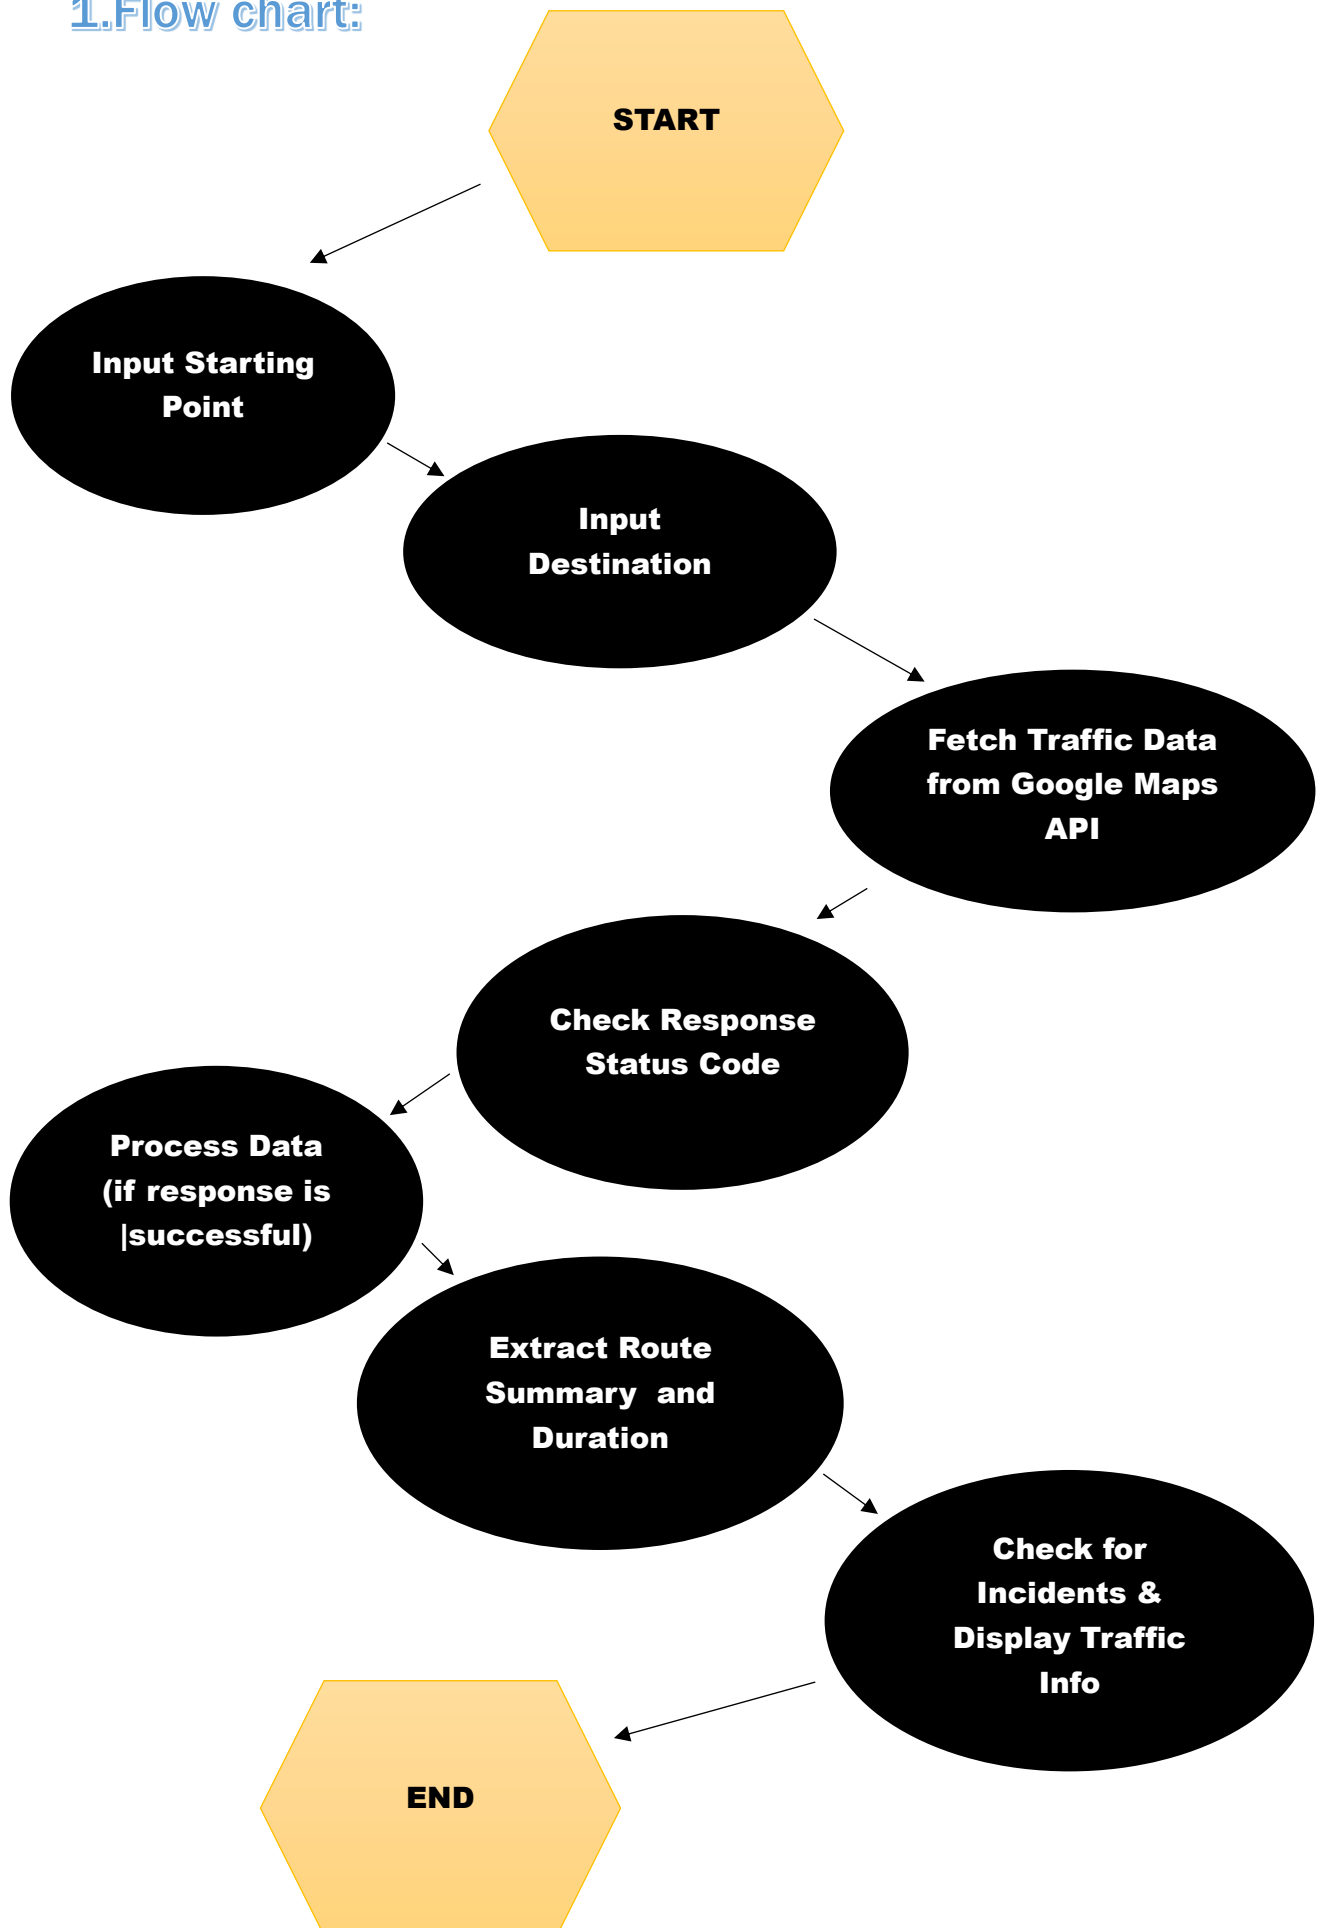 1.Flow chart:
START
Input Starting
Point
Input
Destination
Fetch Traffic Data
from Google Maps
API
Check Response
Status Code
Process Data
(if response is
|successful)
Extract Route
Summary  and
Duration
Check for
Incidents &
Display Traffic
Info
END